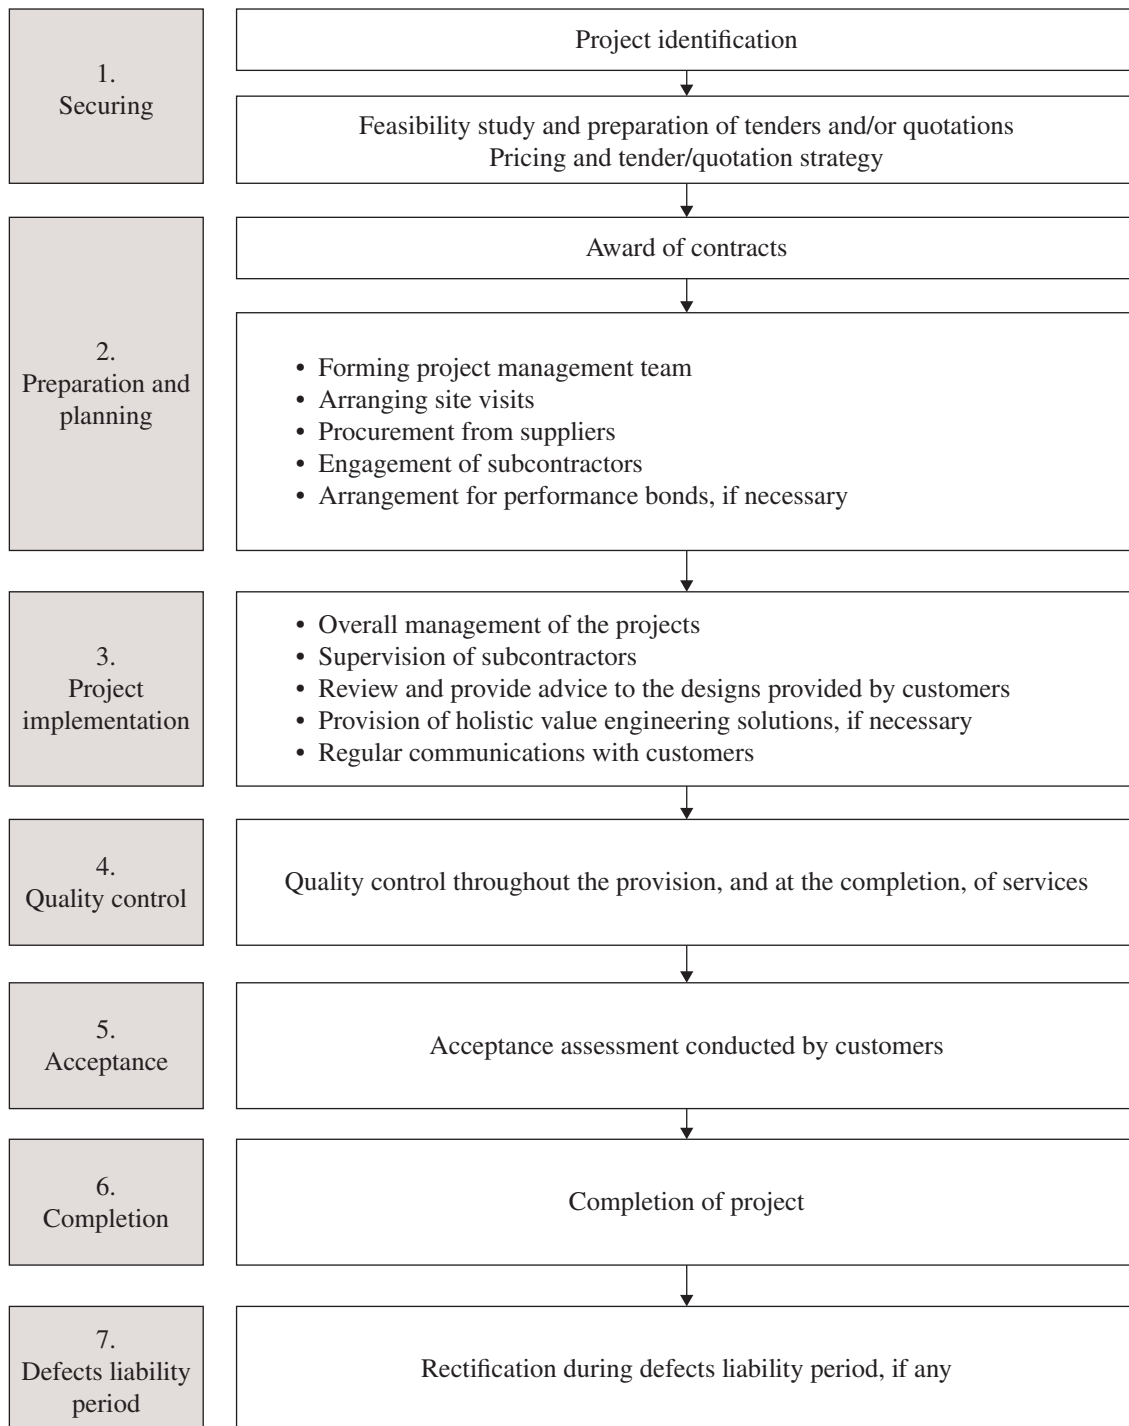 1.
Securing
Project identification
Feasibility study and preparation of tenders and/or quotations
Pricing and tender/quotation strategy
2.
Preparation and
planning
Award of contracts
• Forming project management team
• Arranging site visits
• Procurement from suppliers
• Engagement of subcontractors
• Arrangement for performance bonds, if necessary
3.
Project
implementation
• Overall management of the projects
• Supervision of subcontractors
• Review and provide advice to the designs provided by customers
• Provision of holistic value engineering solutions, if necessary
• Regular communications with customers
4.
Quality control
Quality control throughout the provision, and at the completion, of services
5.
Acceptance
Acceptance assessment conducted by customers
6.
Completion
Completion of project
7.
Defects liability
period
Rectification during defects liability period, if any